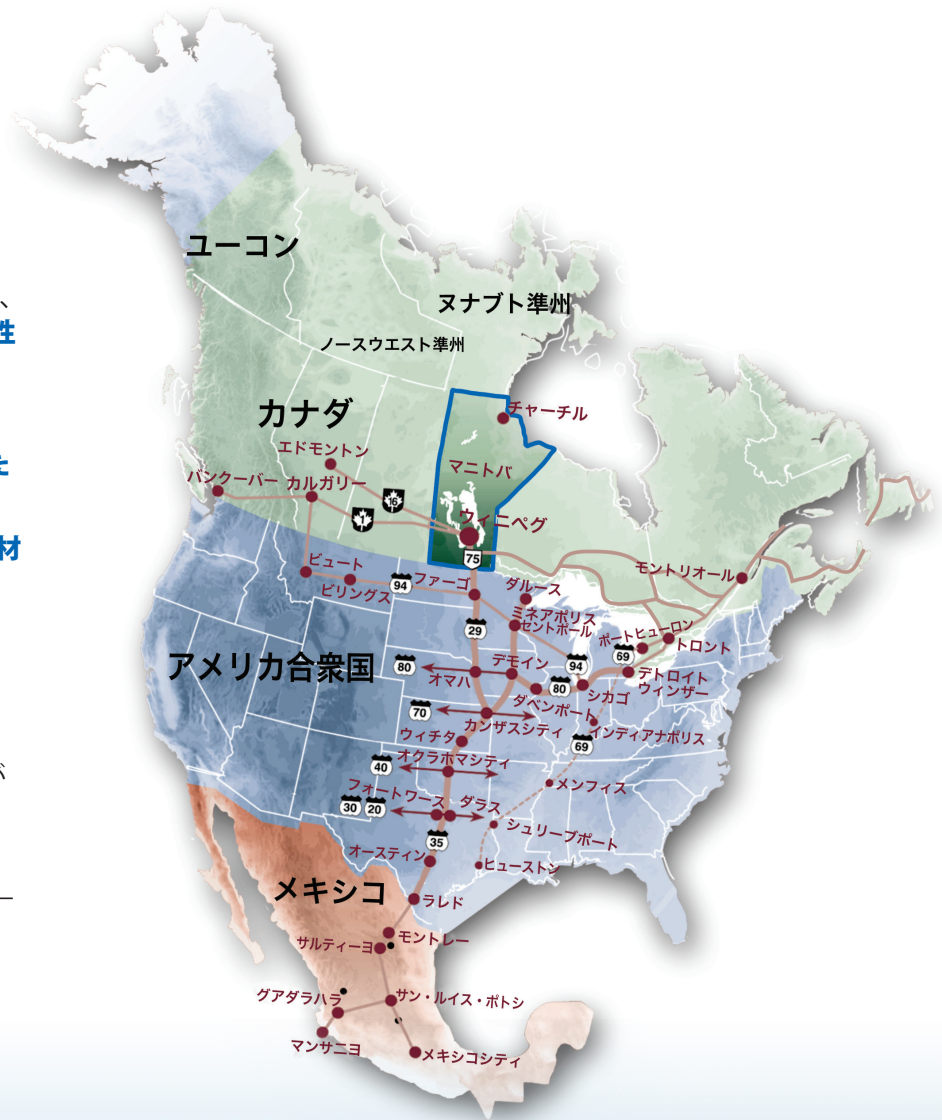 ユーコン
、
ヌナブト準州
性
ノースウエスト準州
カナダ
チャーチル
エドモントン
た
マニトバ
バンクーバー
カルガリー
16
1
ウィニペグ
材
75
ビュート
94
ファーゴ
ダルース
モントリオール
ビリングス
ミネアポリス
セントポール
29
ポートヒューロン
トロント
69
アメリカ合衆国
80
デモイン
94
オマハ
80
シカゴ
デトロイト
ウィンザー
ダベンポート
70
カンザスシティ
インディアナポリス
ウィチタ
69
オクラホマシティ
40
が
メンフィス
フォートワース
ダラス
30
20
シュリーブポート
35
オースティン
ヒューストン
メキシコ
ラレド
ー
モントレー
サルティーヨ
グアダラハラ
サン・ルイス・ポトシ
マンサニヨ
メキシコシティ